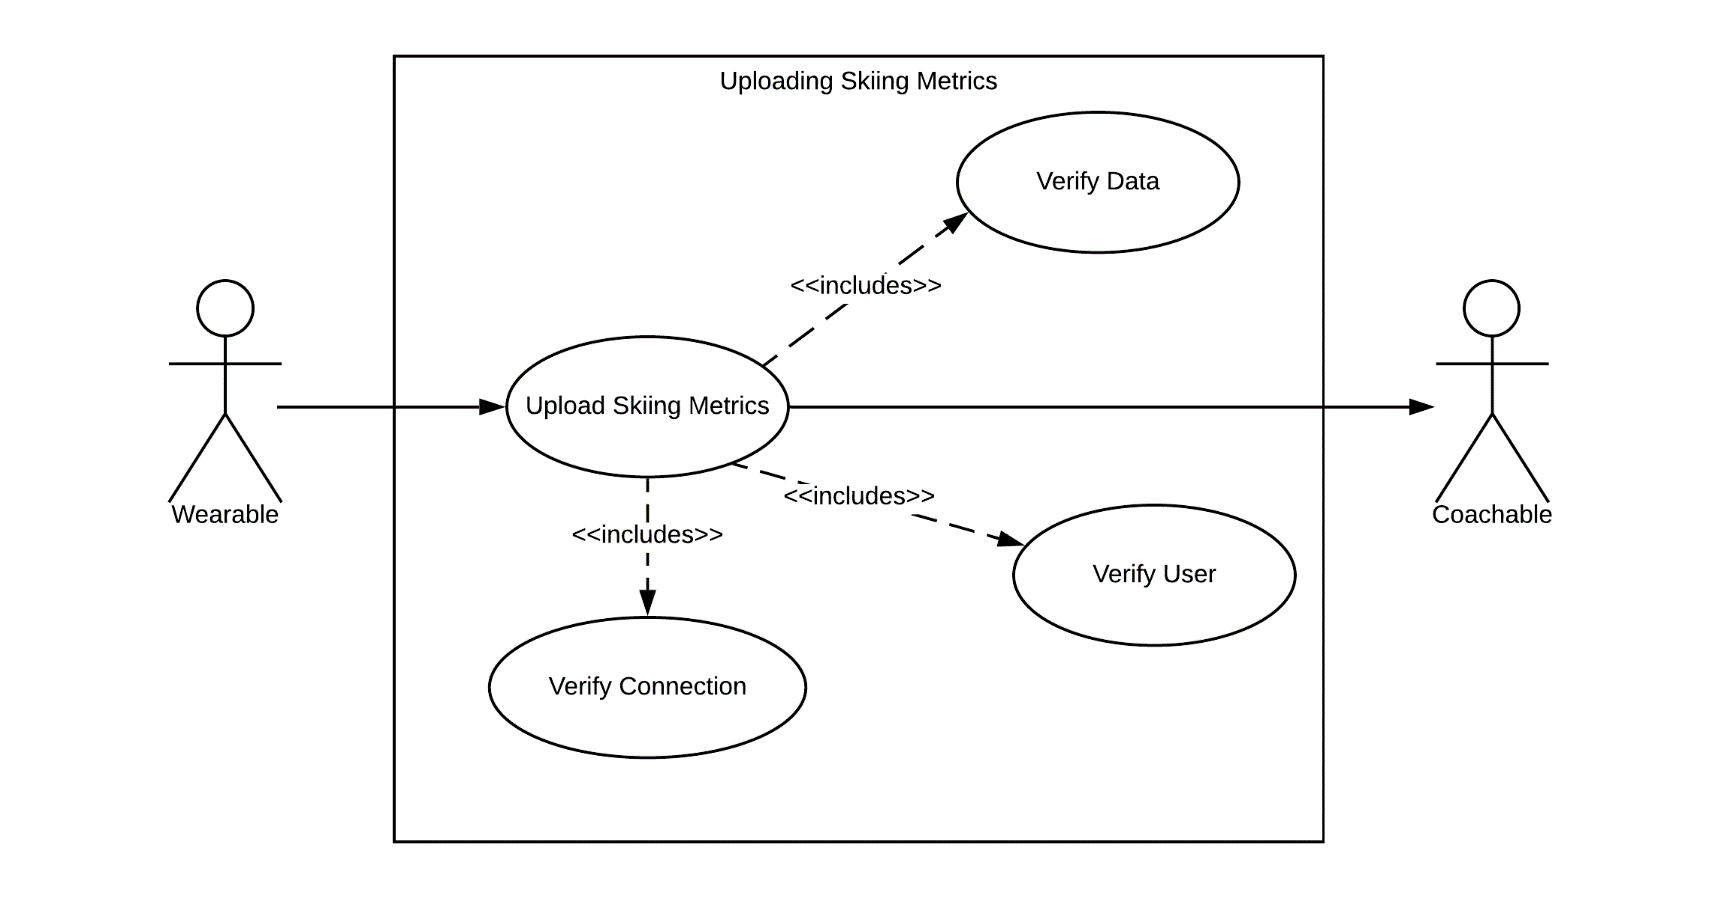 Uploading Skiing Metrics
Verify Data
<<includes>>
Upload Skiing Metrics
<<includes>>
Wearable
Coachable
<<includes>>
Verify User
Verify Connection